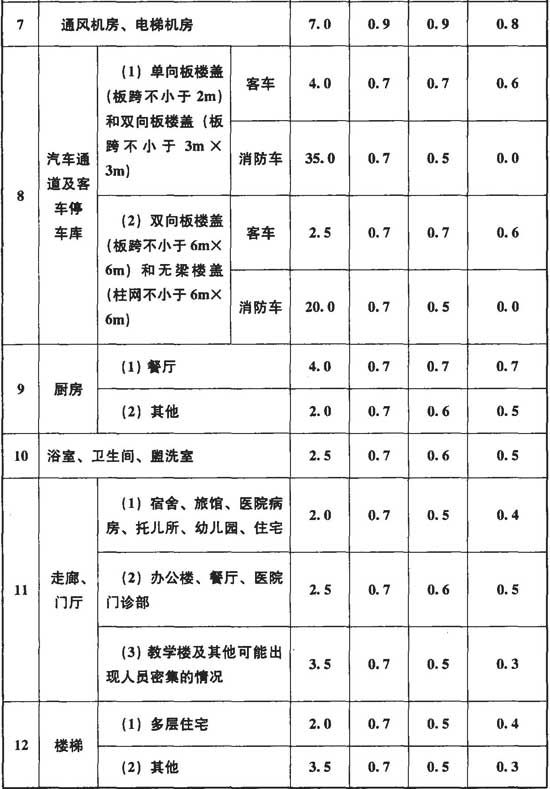 7 通风机房、电梯机房 7.0 0.9 0.9 0.8
8 汽车通道及客车停车库
(1) 单向板楼盖
(板跨不小于 2m)
和双向板楼盖 (板
跨不小于 3m×
3m)
客车 4.0 0.7 0.7 0.6
消防车 35.0 0.7 0.5 0.0
(2) 双向板楼盖
(板跨不小于 6m×
6m) 和无梁楼盖
(柱网不小于 6m×
6m)
客车 2.5 0.7 0.7 0.6
消防车 20.0 0.7 0.5 0.0
9 厨房
(1) 餐厅 4.0 0.7 0.7 0.7
(2) 其他 2.0 0.7 0.6 0.5
10 浴室、卫生间、盥洗室 2.5 0.7 0.6 0.5
11 走廊、门厅
(1) 宿舍、旅馆、医院病
房、托儿所、幼儿园、住宅
2.0 0.7 0.5 0.4
(2) 办公楼、餐厅、医院
门诊部
2.5 0.7 0.6 0.5
(3) 教学楼及其他可能出
现人员密集的情况
3.5 0.7 0.5 0.3
12 楼梯
(1) 多层住宅 2.0 0.7 0.5 0.4
(2) 其他 3.5 0.7 0.5 0.3